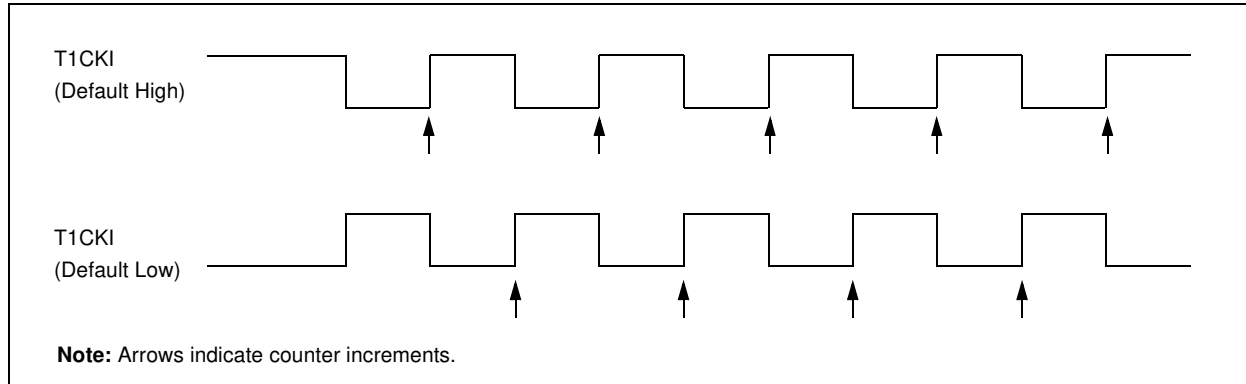 T1CKI
(Default High)
T1CKI
(Default Low)
Note: Arrows indicate counter increments.